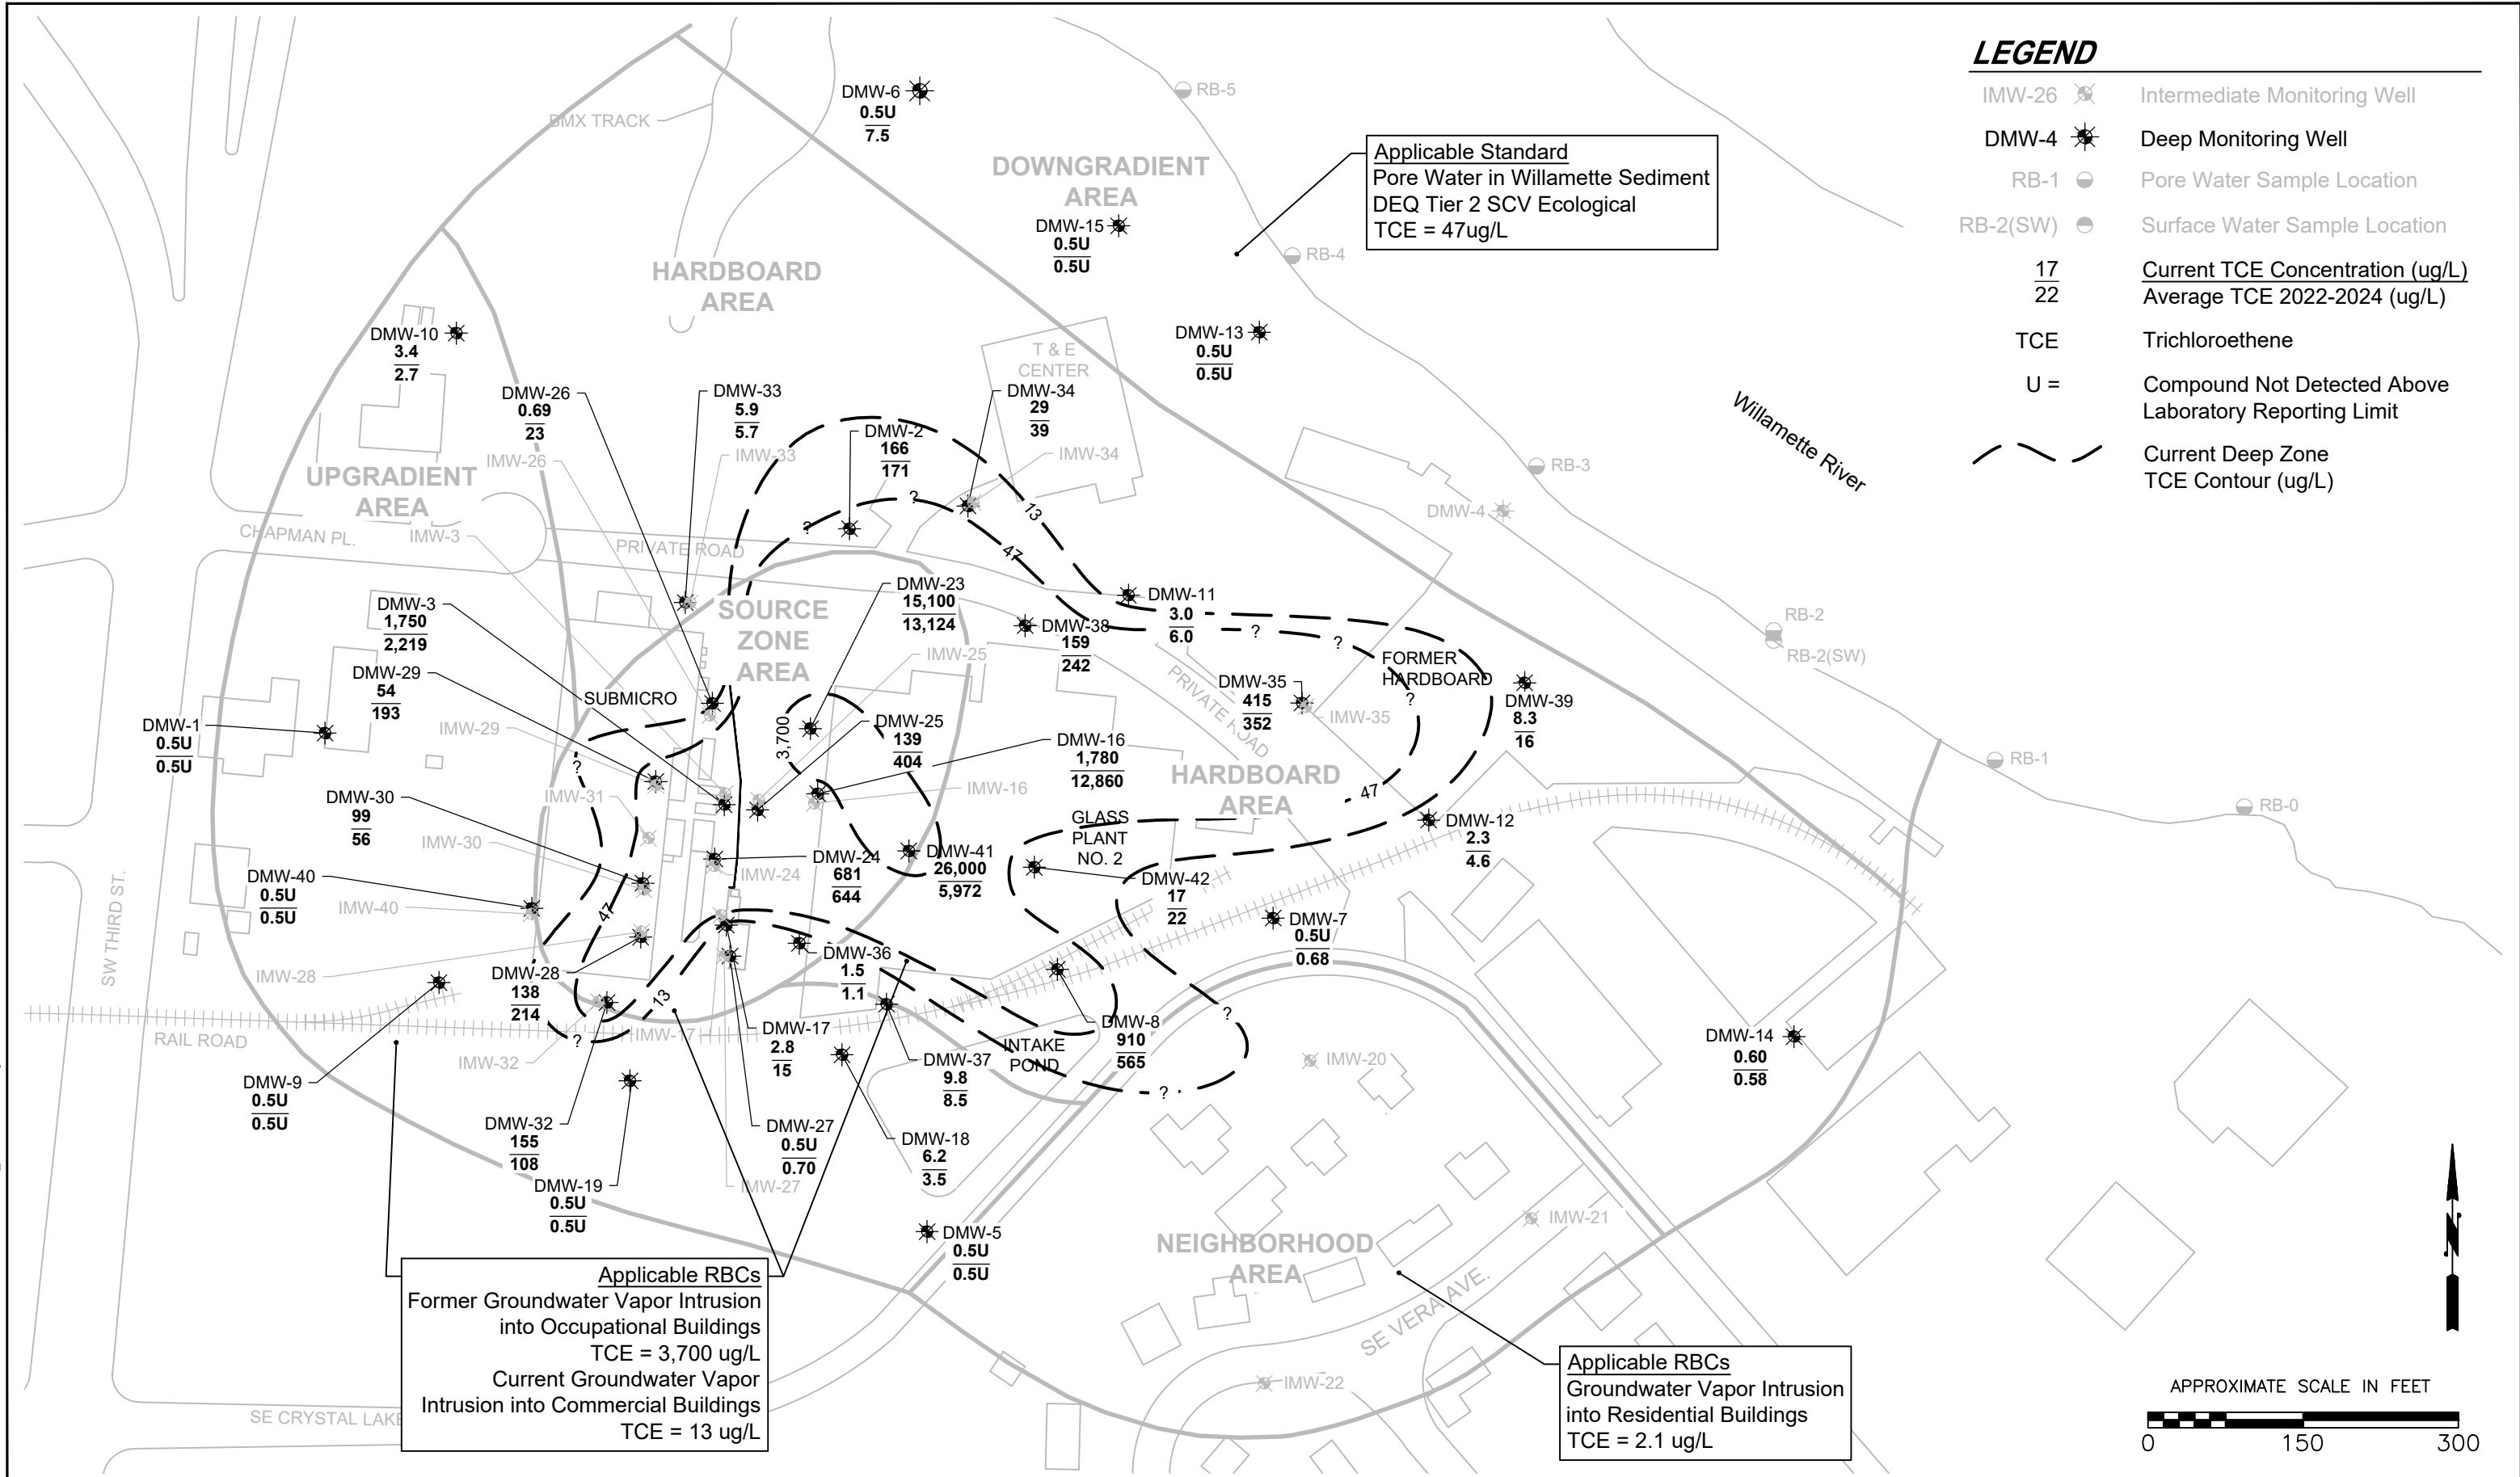 LEGEND
IMW-26 Intermediate Monitoring Well
DMW-4 Deep Monitoring Well
RB-1 Pore Water Sample Location
RB-2(SW) Surface Water Sample Location
17 Current TCE Concentration (ug/L)
22 Average TCE 2022-2024 (ug/L)
TCE Trichloroethene
U = Compound Not Detected Above
Laboratory Reporting Limit
Current Deep Zone
TCE Contour (ug/L)
DMW-6
0.5U
7.5
RB-5
BMX TRACK
DOWNGRADIENT
AREA
Applicable Standard
Pore Water in Willamette Sediment
DEQ Tier 2 SCV Ecological
TCE = 47ug/L
DMW-15
0.5U
0.5U
RB-4
HARDBOARD
AREA
DMW-10
3.4
2.7
DMW-13
0.5U
0.5U
T & E
CENTER
DMW-26
0.69
23
DMW-33
5.9
5.7
DMW-34
29
39
DMW-2
166
171
IMW-26
IMW-33
IMW-34
RB-3
Willamette River
UPGRADIENT
AREA
?
?
13
DMW-4
CHAPMAN PL.
IMW-3
PRIVATE ROAD
47
DMW-3
1,750
2,219
SOURCE
ZONE
AREA
DMW-23
15,100
13,124
DMW-11
3.0
6.0
DMW-38
159
242
?
?
RB-2
RB-2(SW)
IMW-25
FORMER
HARDBOARD
DMW-29
54
193
SUBMICRO
PRIVATE ROAD
DMW-35
415
352
?
DMW-39
8.3
16
DMW-1
0.5U
0.5U
IMW-29
3,700
DMW-25
139
404
IMW-35
DMW-16
1,780
12,860
?
RB-1
HARDBOARD
AREA
DMW-30
99
56
IMW-31
IMW-16
47
RB-0
GLASS
PLANT
NO. 2
DMW-12
2.3
4.6
IMW-30
DMW-24
681
644
IMW-24
DMW-41
26,000
5,972
DMW-42
17
22
DMW-40
0.5U
0.5U
IMW-40
47
DMW-7
0.5U
0.68
SW THIRD ST.
IMW-28
DMW-28
138
214
DMW-36
1.5
1.1
13
?
RAIL ROAD
?
IMW-17
DMW-17
2.8
15
DMW-8
910
565
INTAKE
POND
DMW-14
0.60
0.58
IMW-32
DMW-37
9.8
8.5
IMW-20
DMW-9
0.5U
0.5U
?
DMW-32
155
108
DMW-27
0.5U
0.70
DMW-18
6.2
3.5
DMW-19
0.5U
0.5U
IMW-27
IMW-21
DMW-5
0.5U
0.5U
NEIGHBORHOOD
AREA
SE VERA AVE.
Applicable RBCs
Former Groundwater Vapor Intrusion
into Occupational Buildings
TCE = 3,700 ug/L
Current Groundwater Vapor
Intrusion into Commercial Buildings
TCE = 13 ug/L
SE CRYSTAL LAKE
IMW-22
Applicable RBCs
Groundwater Vapor Intrusion
into Residential Buildings
TCE = 2.1 ug/L
N
APPROXIMATE SCALE IN FEET
0 150 300